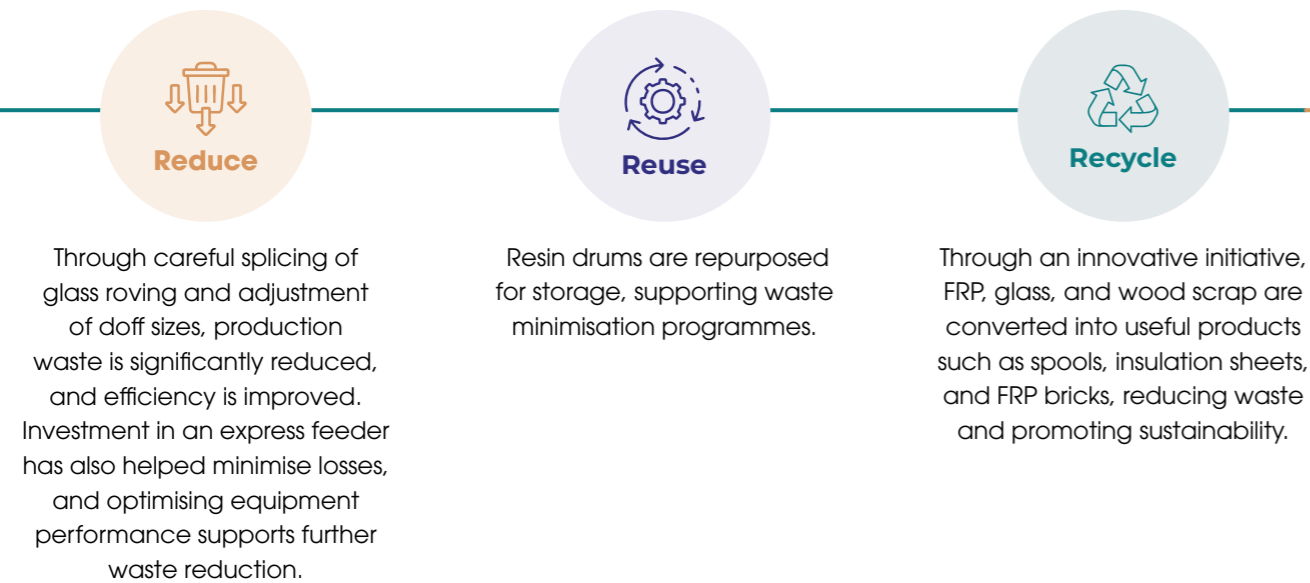 Reduce
Through careful splicing of
glass roving and adjustment
of doff sizes, production
waste is significantly reduced,
and efficiency is improved.
Investment in an express feeder
has also helped minimise losses,
and optimising equipment
performance supports further
waste reduction.
Reuse
Resin drums are repurposed
for storage, supporting waste
minimisation programmes.
Recycle
Through an innovative initiative,
FRP, glass, and wood scrap are
converted into useful products
such as spools, insulation sheets,
and FRP bricks, reducing waste
and promoting sustainability.